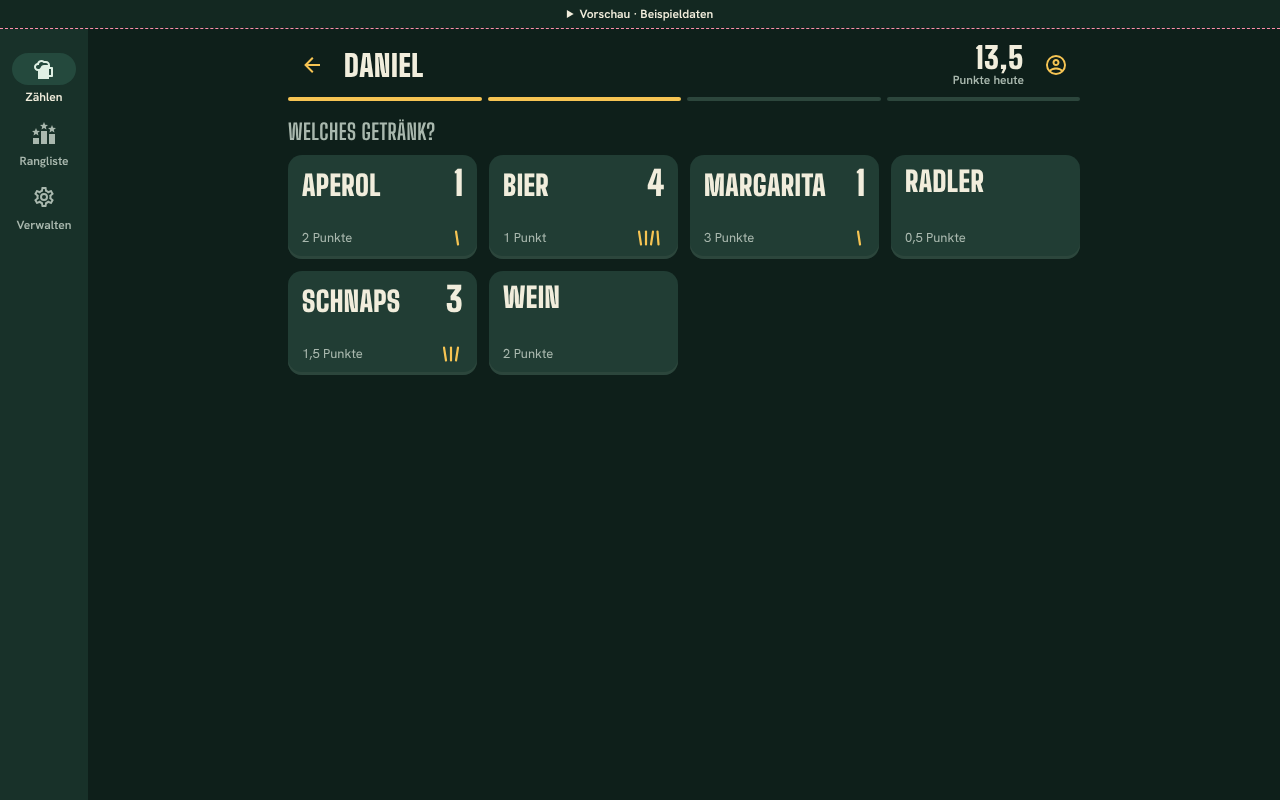 ▶ Vorschau · Beispieldaten
Zählen
Rangliste
Verwalten
DANIEL
13,5
Punkte heute
WELCHES GETRÄNK?
APEROL 1
2 Punkte
BIER 4
1 Punkt
MARGARITA 1
3 Punkte
RADLER
0,5 Punkte
SCHNAPS 3
1,5 Punkte
WEIN
2 Punkte